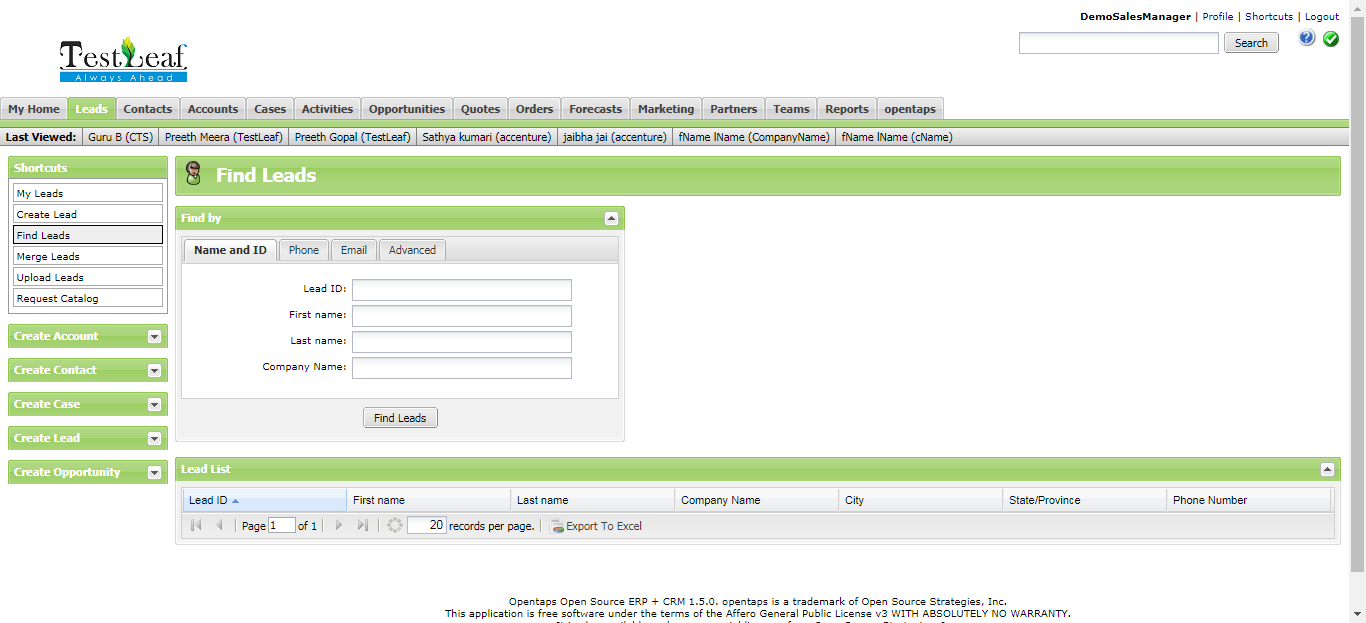 DemoSalesManager | Profile | Shortcuts | Logout
Search
TestLeaf
Always Ahead
My Home Leads Contacts Accounts Cases Activities Opportunities Quotes Orders Forecasts Marketing Partners Teams Reports opentaps
Last Viewed: Guru B (CTS) Preeth Meera (TestLeaf) Preeth Gopal (TestLeaf) Sathya kumari (accenture) jaibha jai (accenture) fName lName (CompanyName) fName lName (cName)
Shortcuts
My Leads
Create Lead
Find Leads
Merge Leads
Upload Leads
Request Catalog
Create Account
Create Contact
Create Case
Create Lead
Create Opportunity
Find Leads
Find by
Name and ID Phone Email Advanced
Lead ID:
First name:
Last name:
Company Name:
Find Leads
Lead List
Lead ID First name Last name Company Name City State/Province Phone Number
Page 1 of 1 20 records per page. Export To Excel
Opentaps Open Source ERP + CRM 1.5.0. opentaps is a trademark of Open Source Strategies, Inc.
This application is free software under the terms of the Affero General Public License v3 WITH ABSOLUTELY NO WARRANTY.